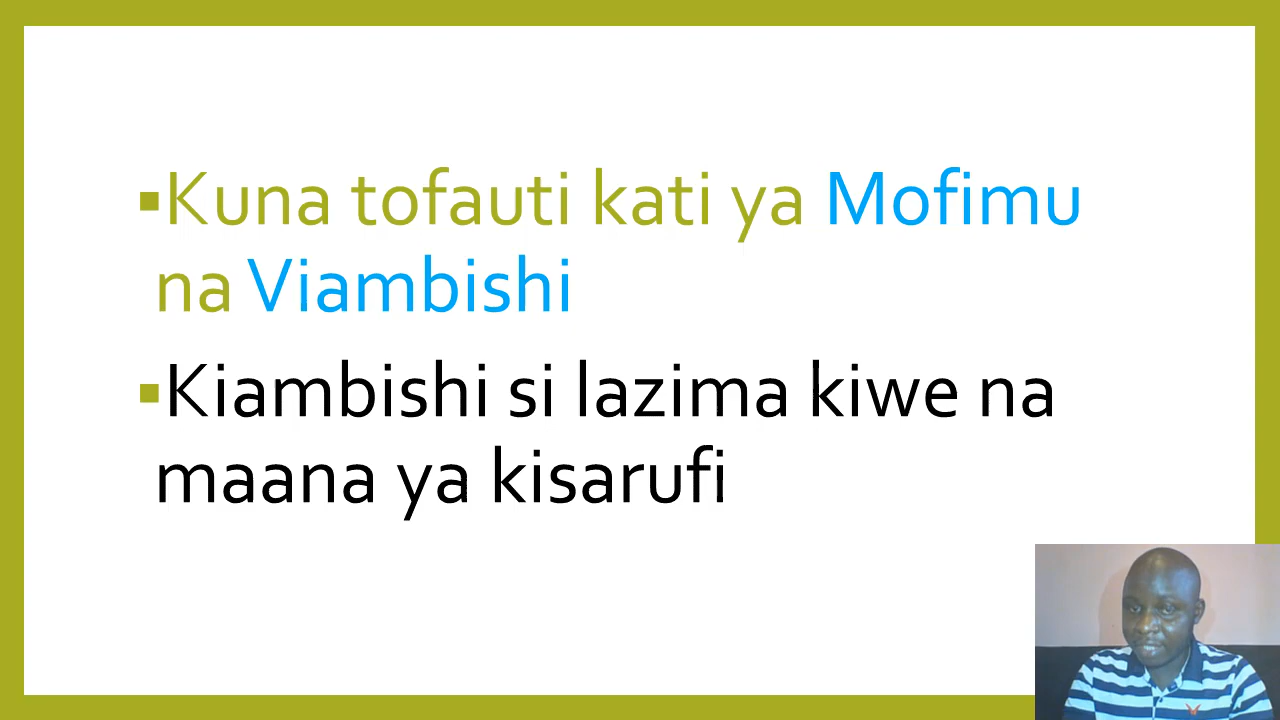 ▪Kuna tofauti kati ya Mofimu
na Viambishi
▪Kiambishi si lazima kiwe na
maana ya kisarufi